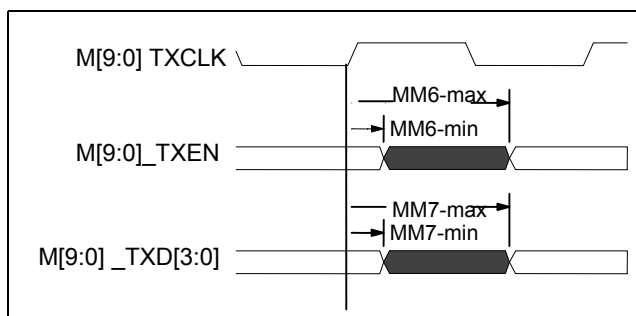 M[9:0] TXCLK
MM6-max
MM6-min
M[9:0]_TXEN
MM7-max
MM7-min
M[9:0] _TXD[3:0]